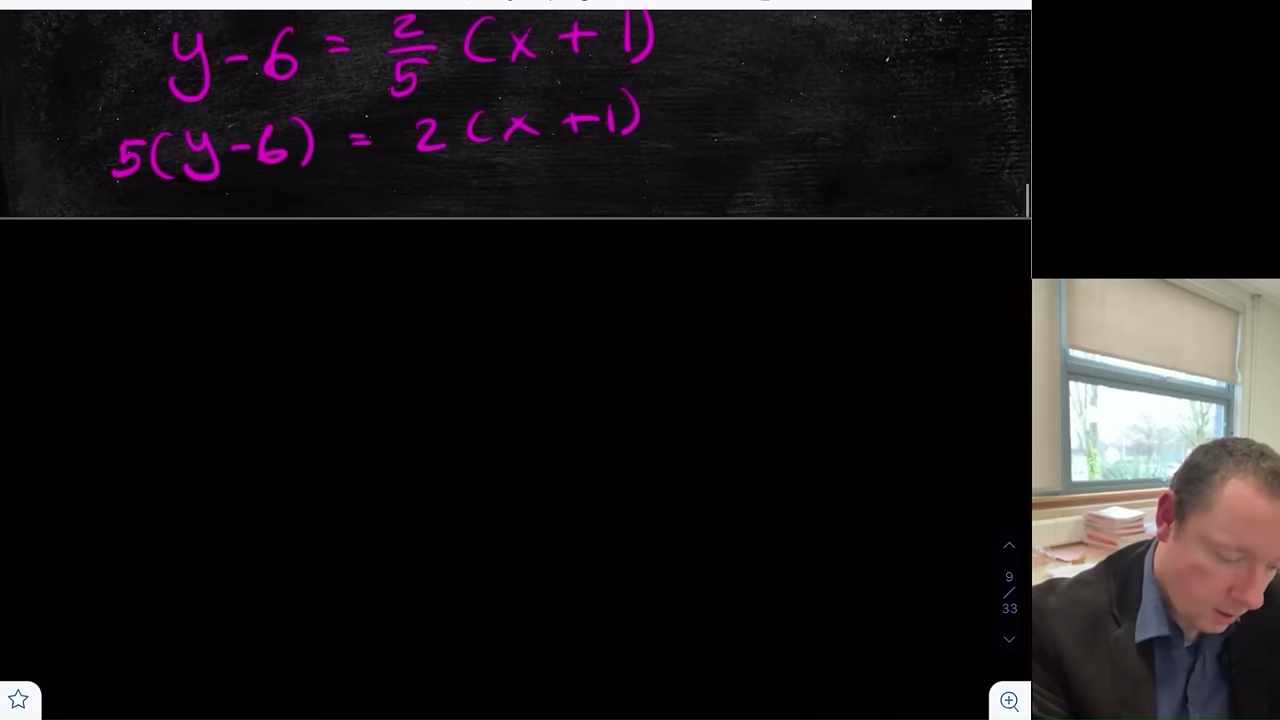 y - 6 = 2/5 (x + 1)
5(y - 6) = 2 (x + 1)
9
/
33